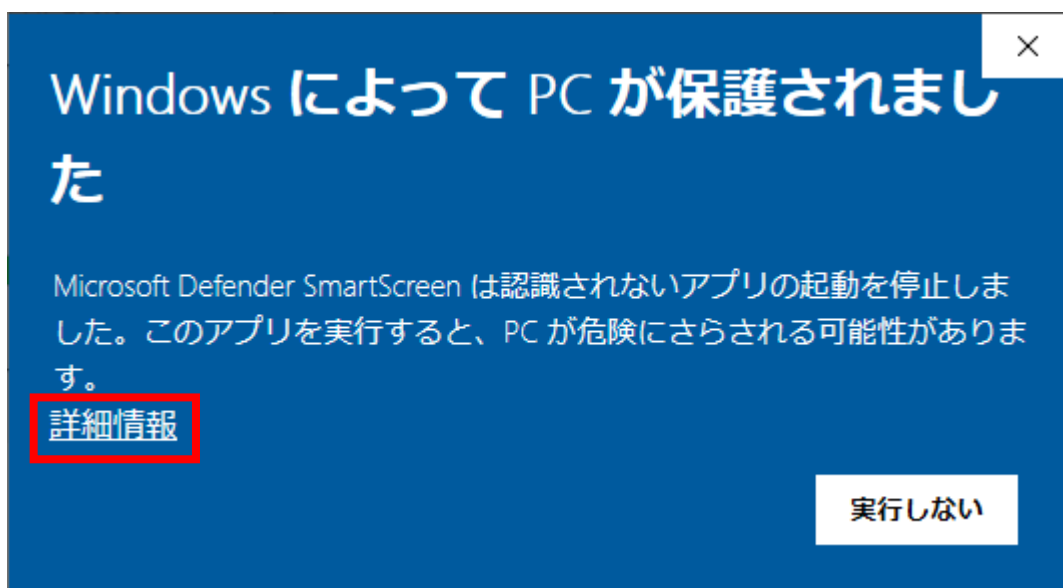 Windows によって PC が保護されまし
た
Microsoft Defender SmartScreen は認識されないアプリの起動を停止しま
した。このアプリを実行すると、PC が危険にさらされる可能性がありま
す。
詳細情報
実行しない